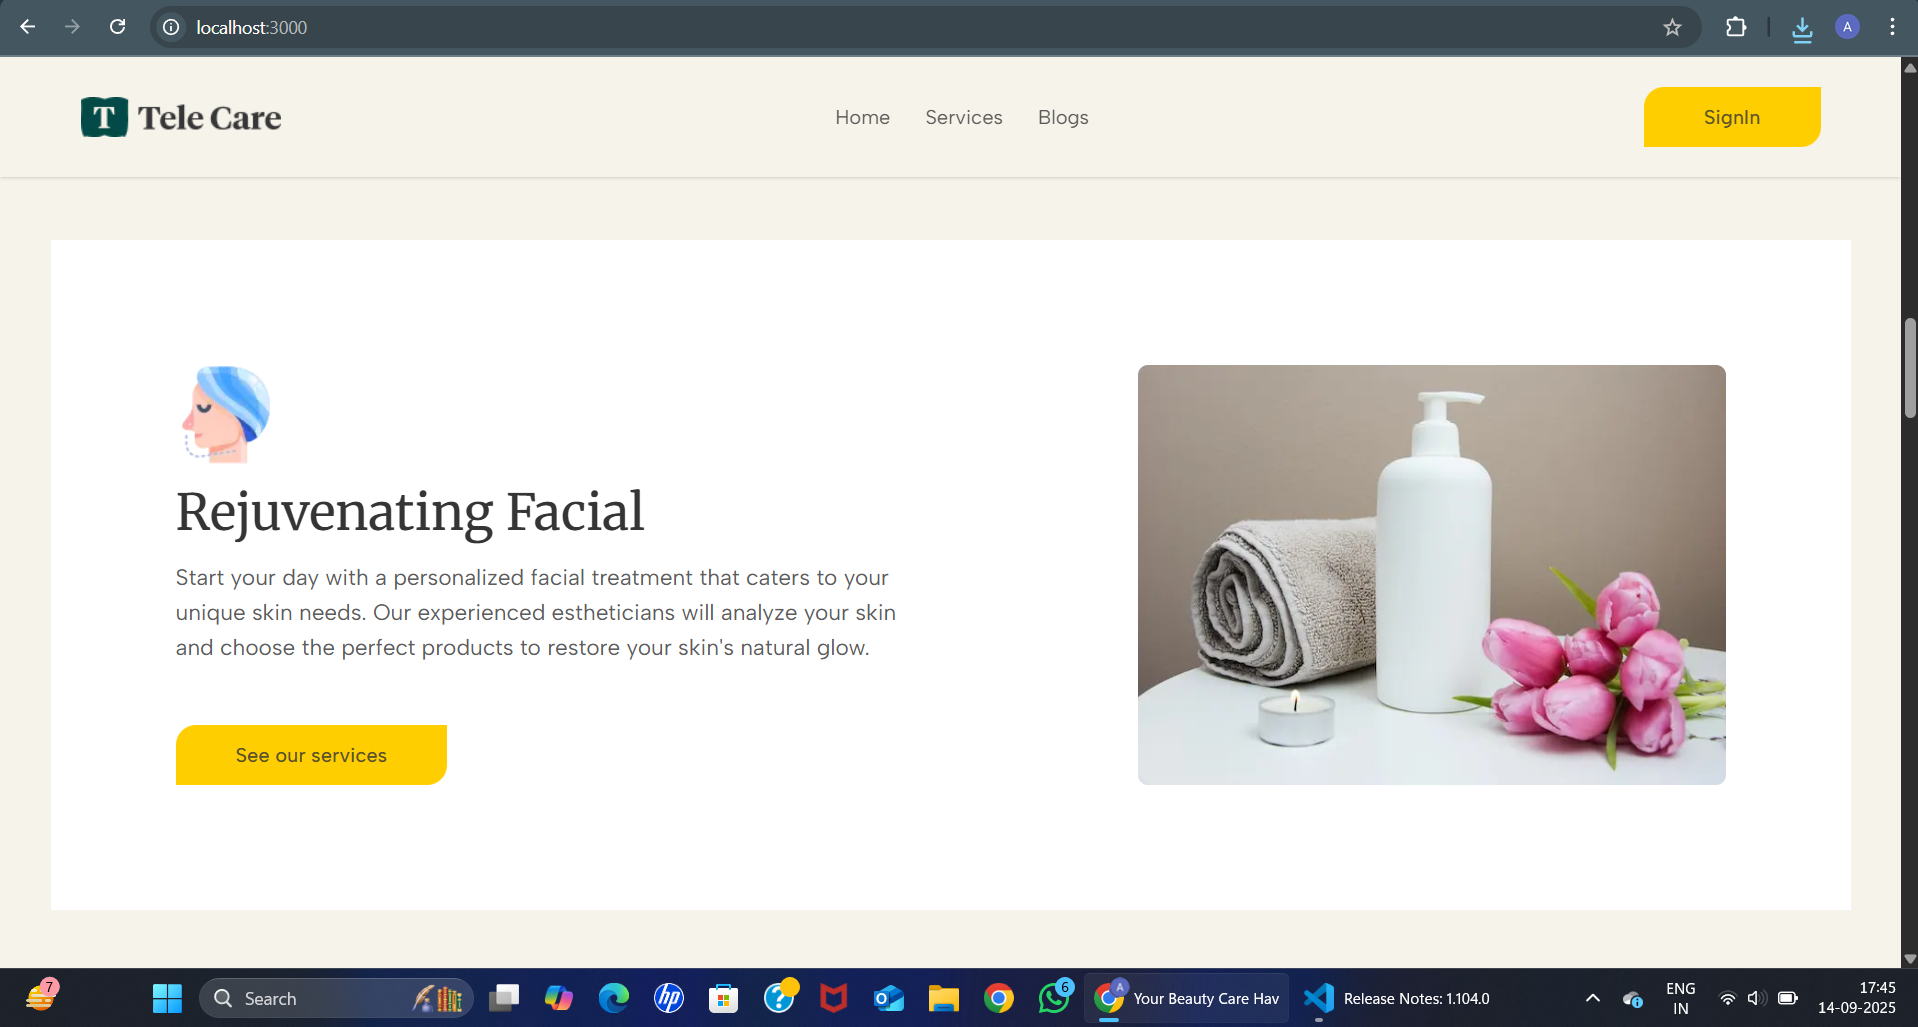 localhost:3000
A
T Tele Care
Home Services Blogs
SignIn
Rejuvenating Facial
Start your day with a personalized facial treatment that caters to your
unique skin needs. Our experienced estheticians will analyze your skin
and choose the perfect products to restore your skin's natural glow.
See our services
7
Search
hp
?
O
6
A
Your Beauty Care Hav
Release Notes: 1.104.0
ENG
IN
17:45
14-09-2025